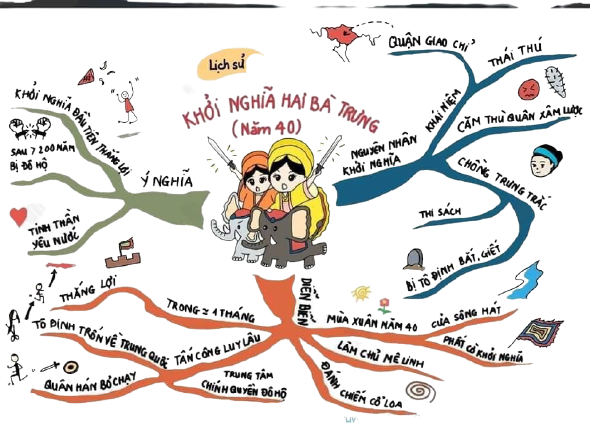 Lịch sử
KHỞI NGHĨA HAI BÀ TRƯNG
(Năm 40)
NGUYÊN NHÂN
KHỞI NGHĨA
KHÁI NIỆM
QUẬN GIAO CHỈ
THÁI THÚ
CĂM THÙ QUÂN XÂM LƯỢC
CHỒNG TRƯNG TRẮC
THI SÁCH
BỊ TÔ ĐỊNH BẮT, GIẾT
DIỄN BIẾN
MÙA XUÂN NĂM 40
CỬA SÔNG HÁT
PHẤT CỜ KHỞI NGHĨA
LÀM CHỦ MÊ LINH
ĐÁNH CHIẾM CỔ LOA
TẤN CÔNG LUY LÂU
TRUNG TÂM
CHÍNH QUYỀN ĐÔ HỘ
TÔ ĐỊNH TRỐN VỀ TRUNG QUỐC
QUÂN HÁN BỎ CHẠY
TRONG ≃ 1 THÁNG
THẮNG LỢI
Ý NGHĨA
KHỞI NGHĨA ĐẦU TIÊN THẮNG LỢI
SAU > 200 NĂM
BỊ ĐÔ HỘ
TINH THẦN
YÊU NƯỚC